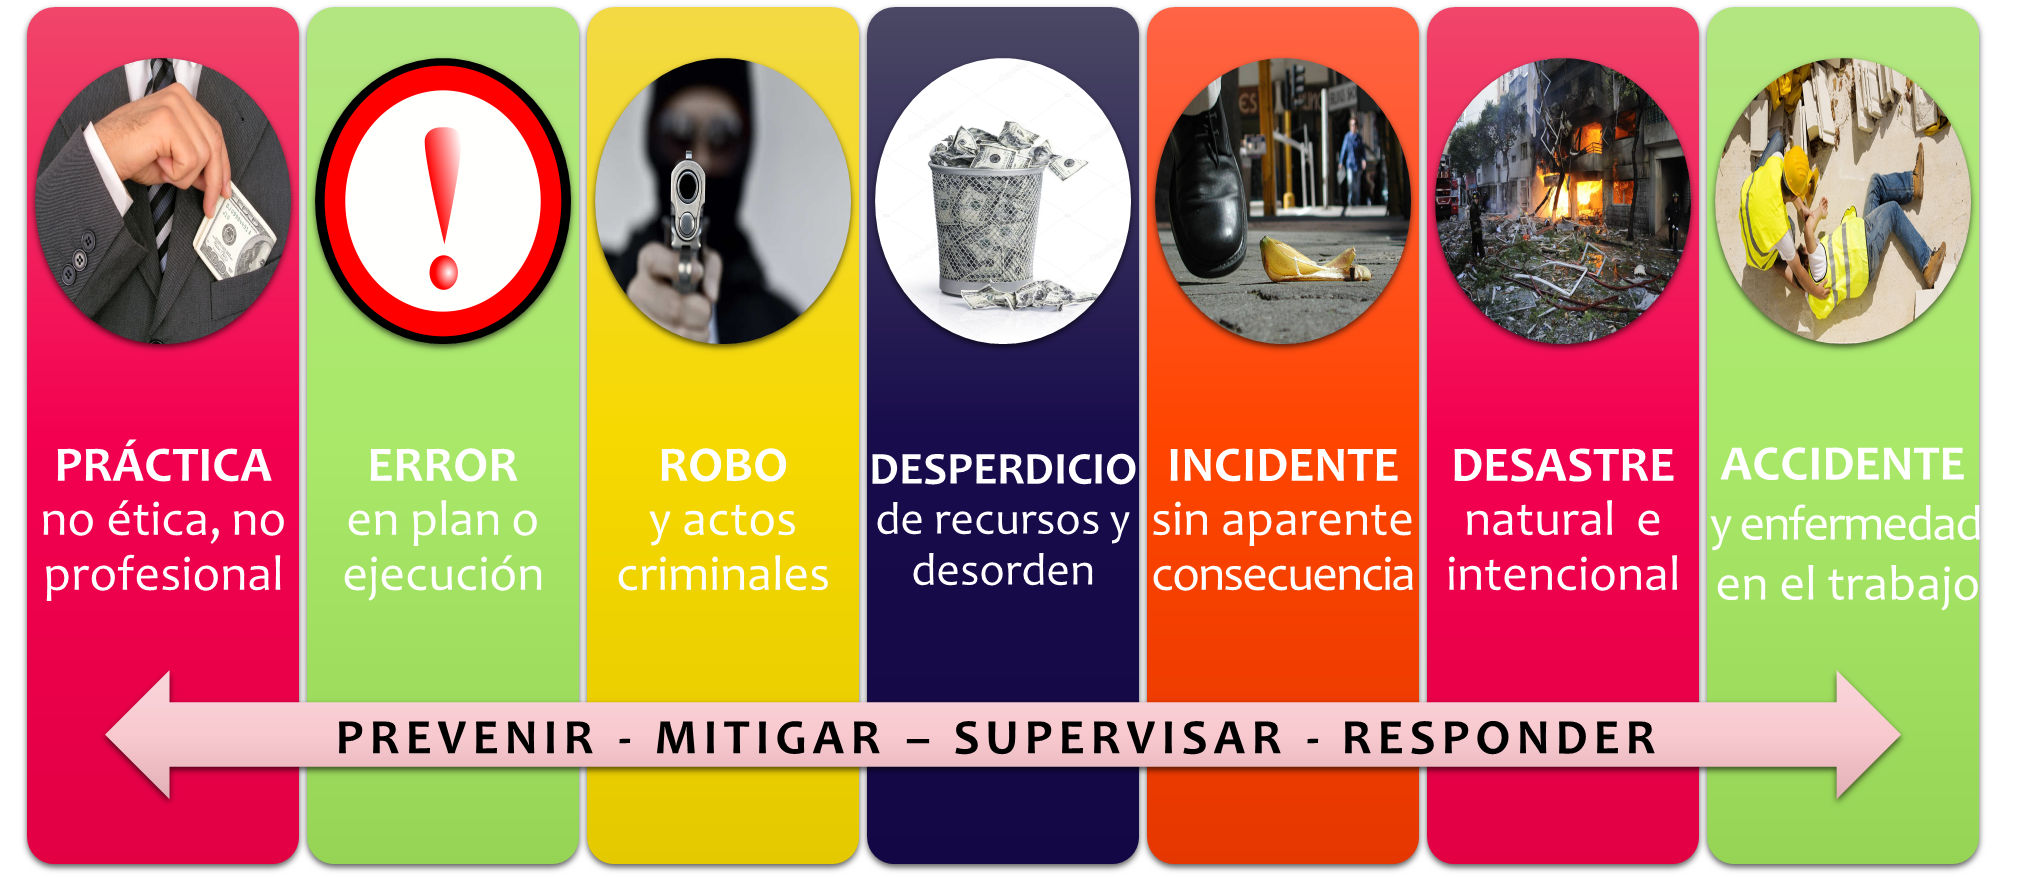 PRÁCTICA
no ética, no
profesional
ERROR
en plan o
ejecución
ROBO
y actos
criminales
DESPERDICIO
de recursos y
desorden
INCIDENTE
sin aparente
consecuencia
DESASTRE
natural e
intencional
ACCIDENTE
y enfermedad
en el trabajo
PREVENIR - MITIGAR – SUPERVISAR - RESPONDER